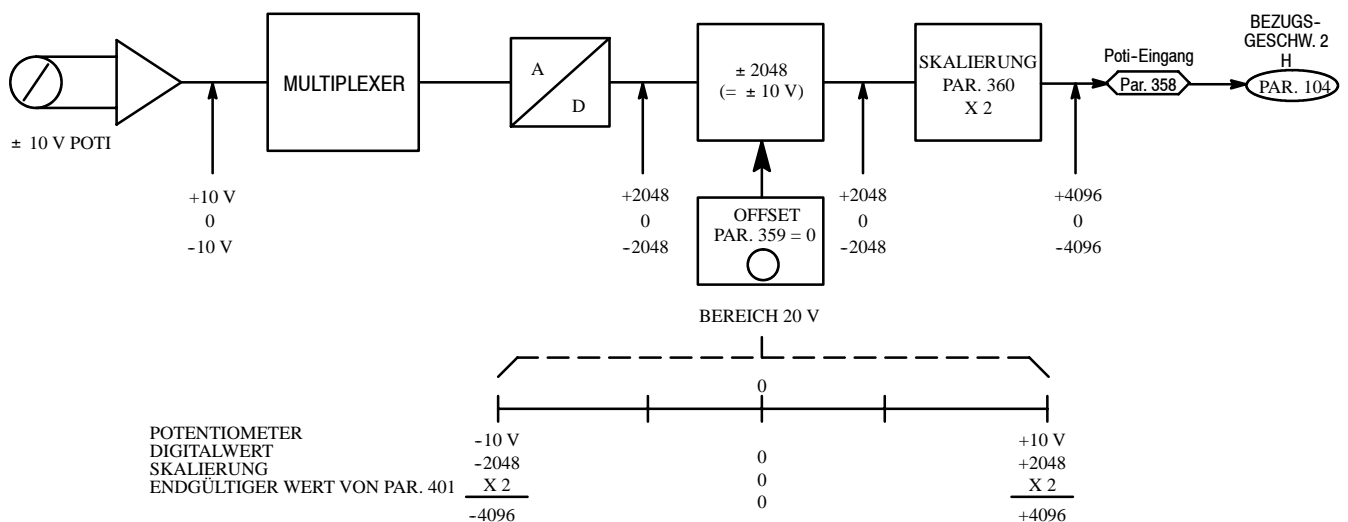 BEZUGS-
GESCHW. 2
H
PAR. 104
Poti-Eingang
Par. 358
SKALIERUNG
PAR. 360
X 2
± 2048
(= ± 10 V)
A
D
MULTIPLEXER
± 10 V POTI
+10 V
0
-10 V
+2048
0
-2048
OFFSET
PAR. 359 = 0
+2048
0
-2048
+4096
0
-4096
BEREICH 20 V
0
POTENTIOMETER -10 V +10 V
DIGITALWERT -2048 0 +2048
SKALIERUNG X 2 0 X 2
ENDGÜLTIGER WERT VON PAR. 401 -4096 0 +4096